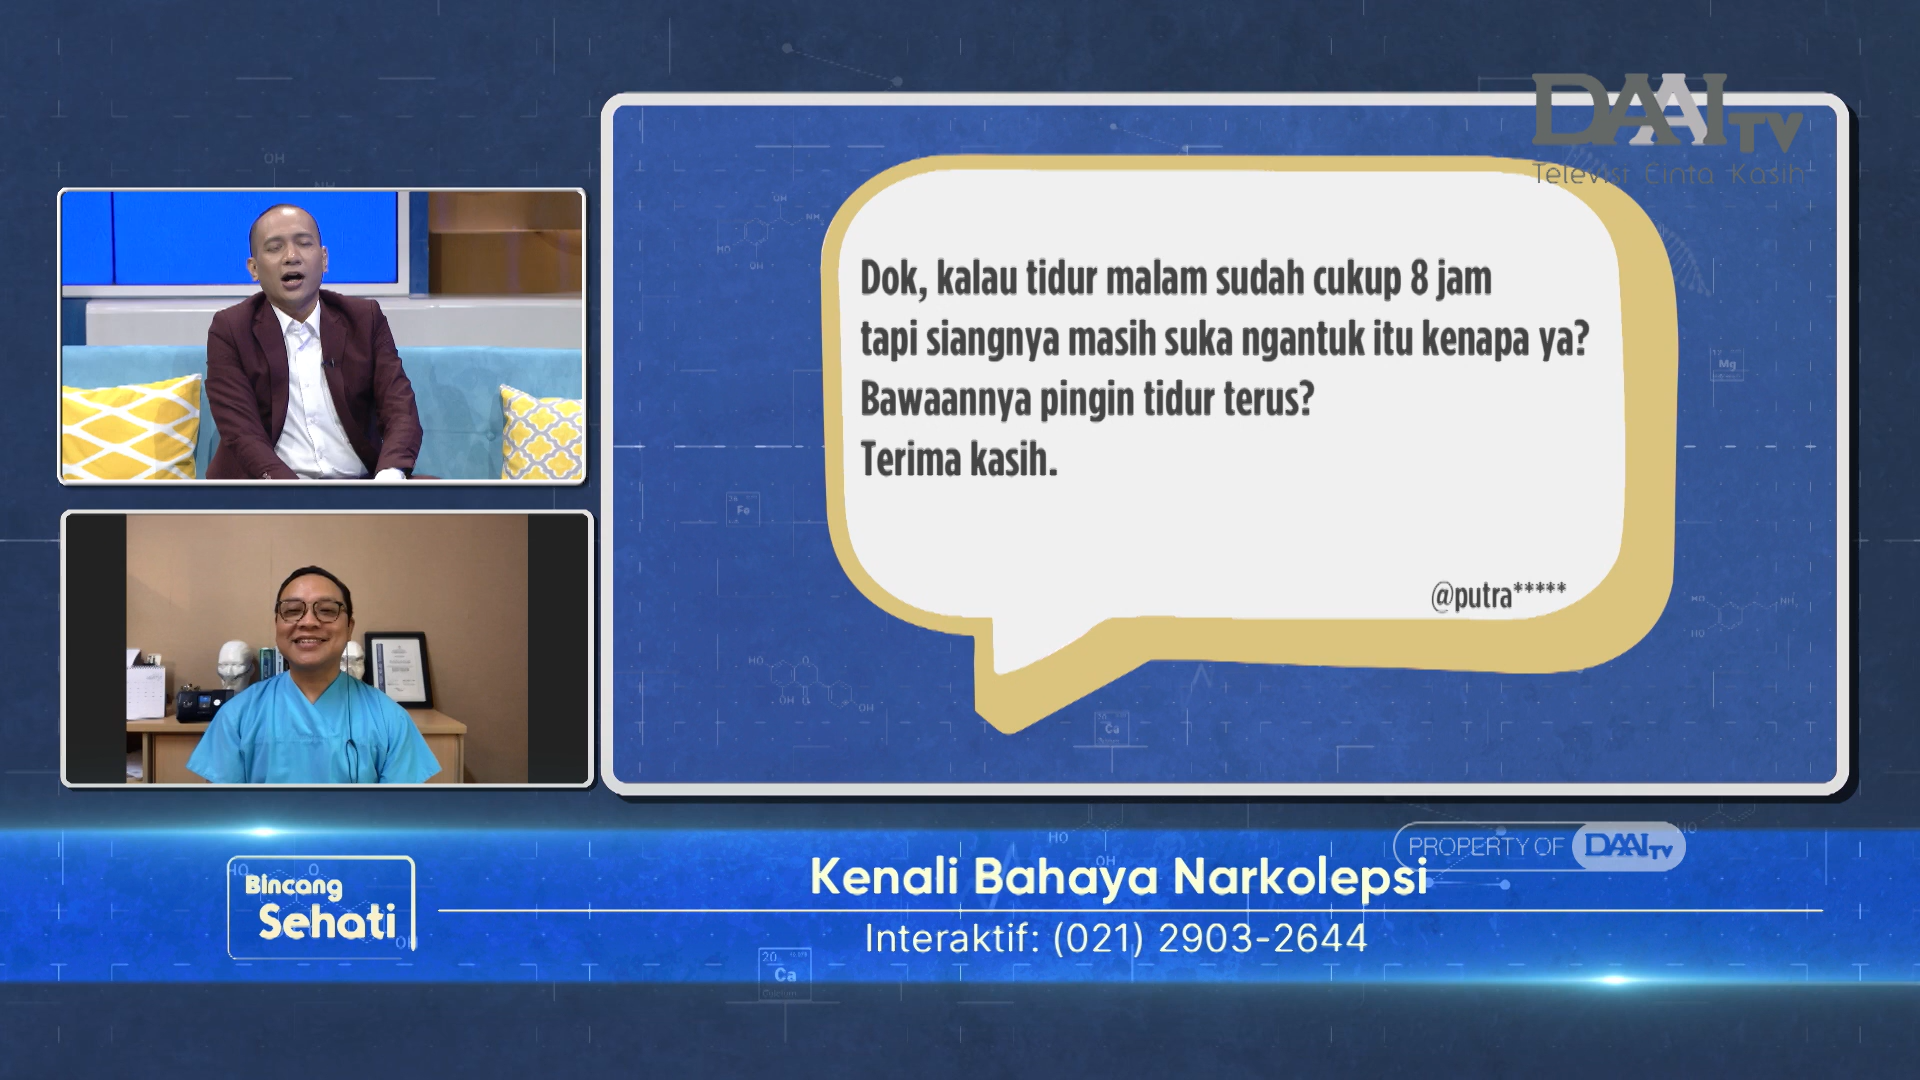 DAAI TV
Televisi Cinta Kasih
Dok, kalau tidur malam sudah cukup 8 jam
tapi siangnya masih suka ngantuk itu kenapa ya?
Bawaannya pingin tidur terus?
Terima kasih.
@putra*****
PROPERTY OF DAAI TV
Bincang
Sehati
Kenali Bahaya Narkolepsi
Interaktif: (021) 2903-2644